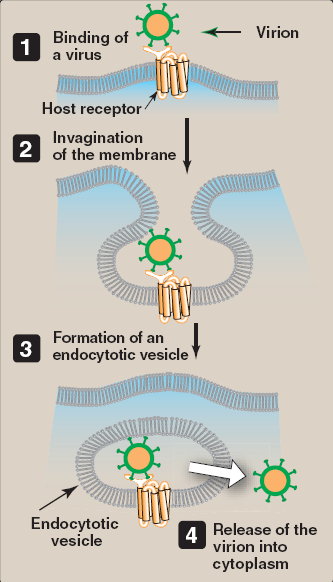 1 Binding of
a virus
Virion
Host receptor
2 Invagination
of the membrane
3 Formation of an
endocytotic vesicle
Endocytotic
vesicle
4 Release of the
virion into
cytoplasm